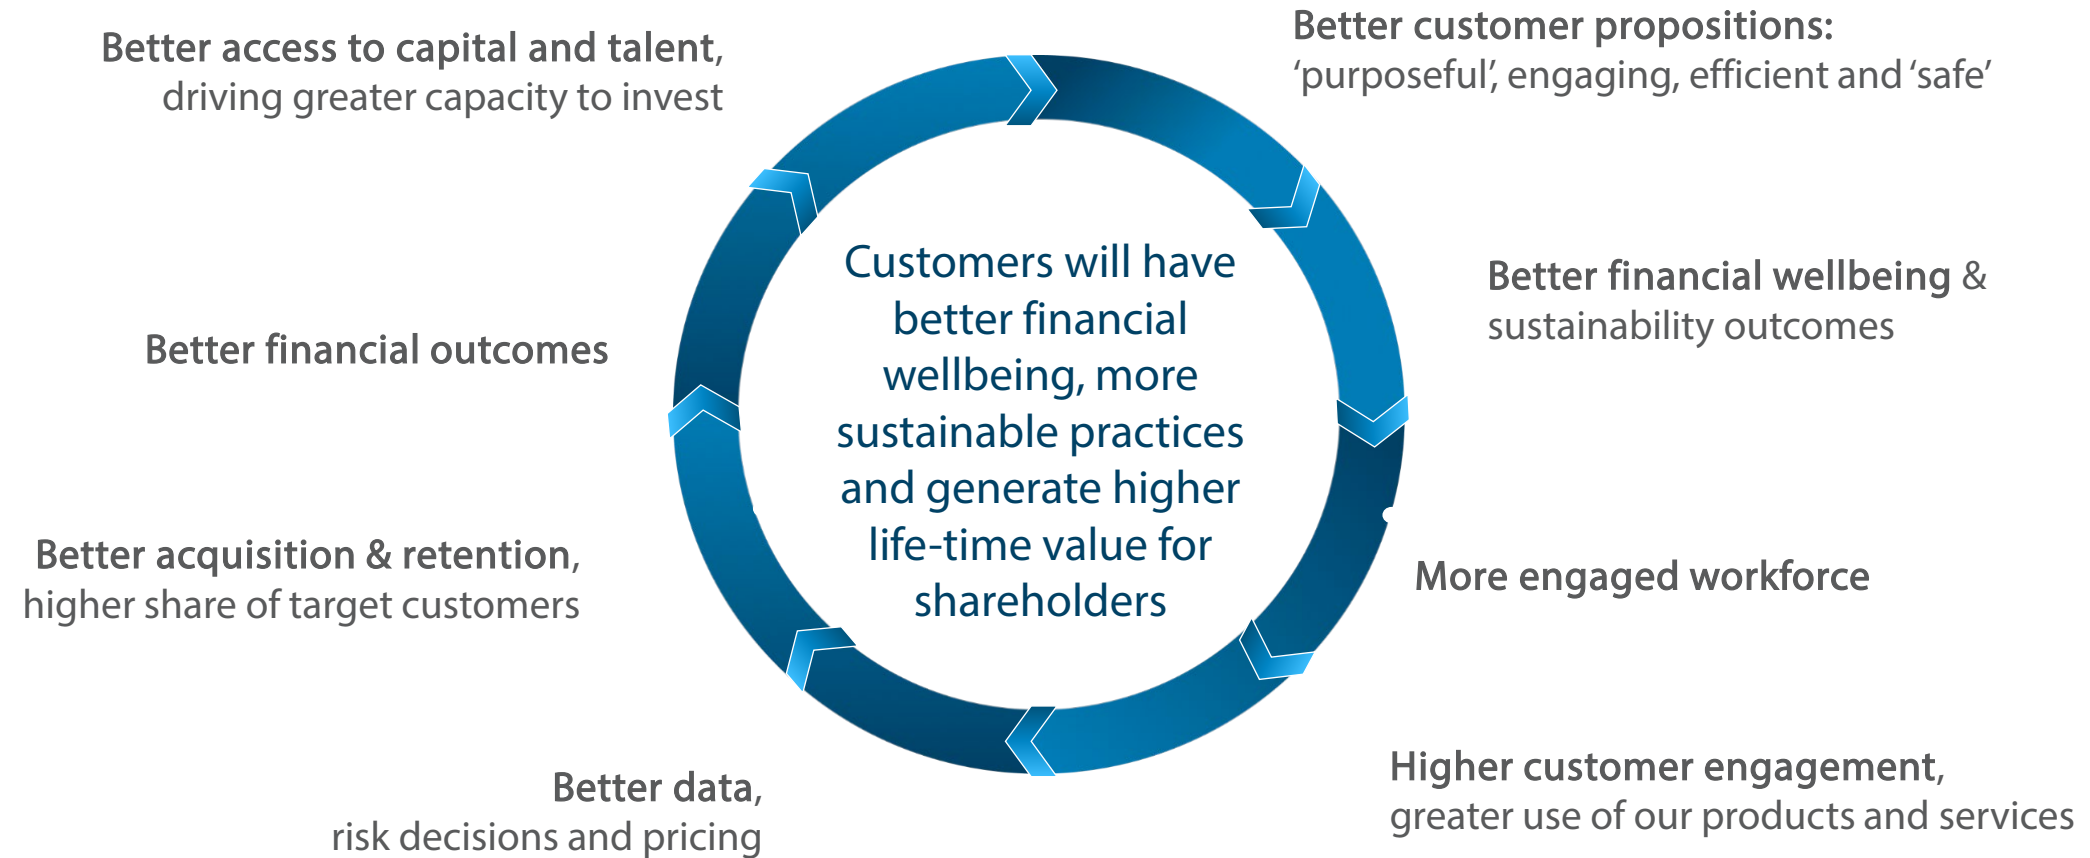 Better access to capital and talent,
driving greater capacity to invest
Better customer propositions:
‘purposeful’, engaging, efficient and ‘safe’
Better financial wellbeing &
sustainability outcomes
More engaged workforce
Higher customer engagement,
greater use of our products and services
Better data,
risk decisions and pricing
Better acquisition & retention,
higher share of target customers
Better financial outcomes
Customers will have
better financial
wellbeing, more
sustainable practices
and generate higher
life-time value for
shareholders